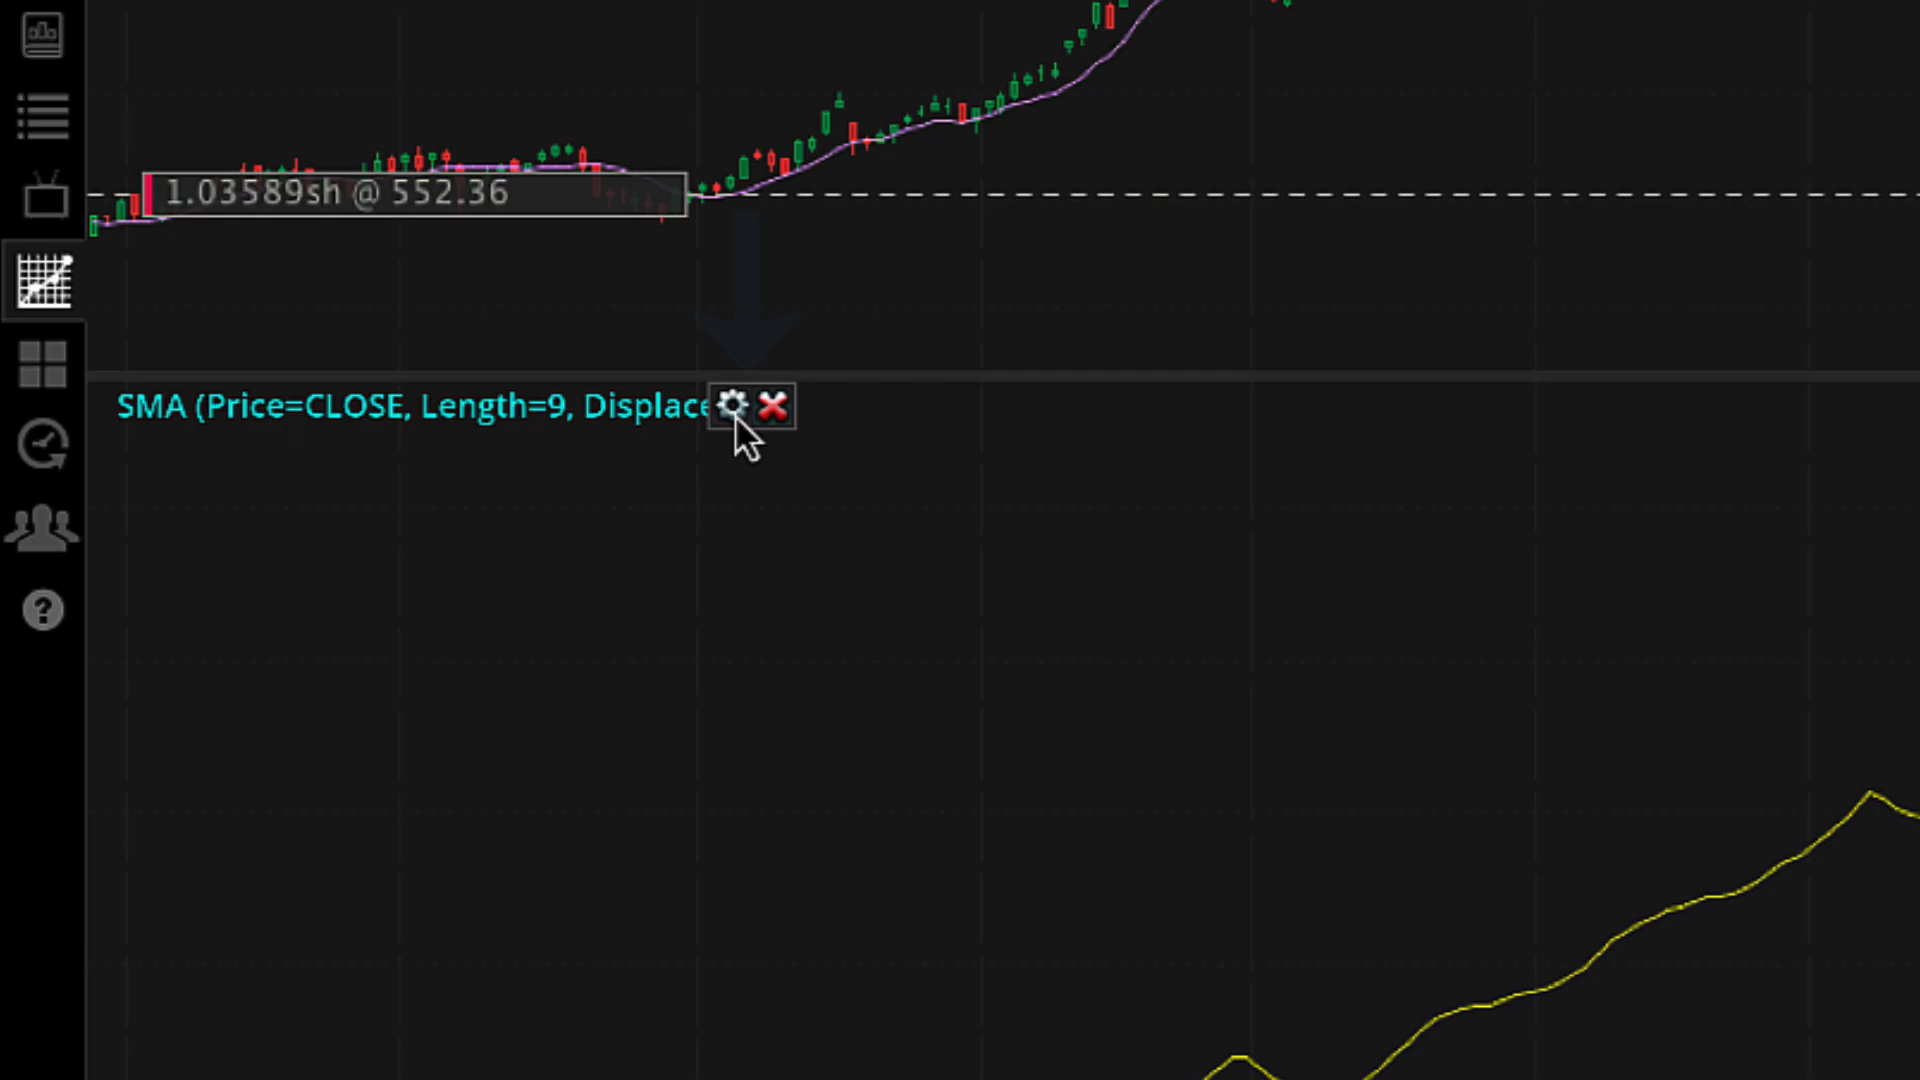 1.03589sh @ 552.36
SMA (Price=CLOSE, Length=9, Displace
?